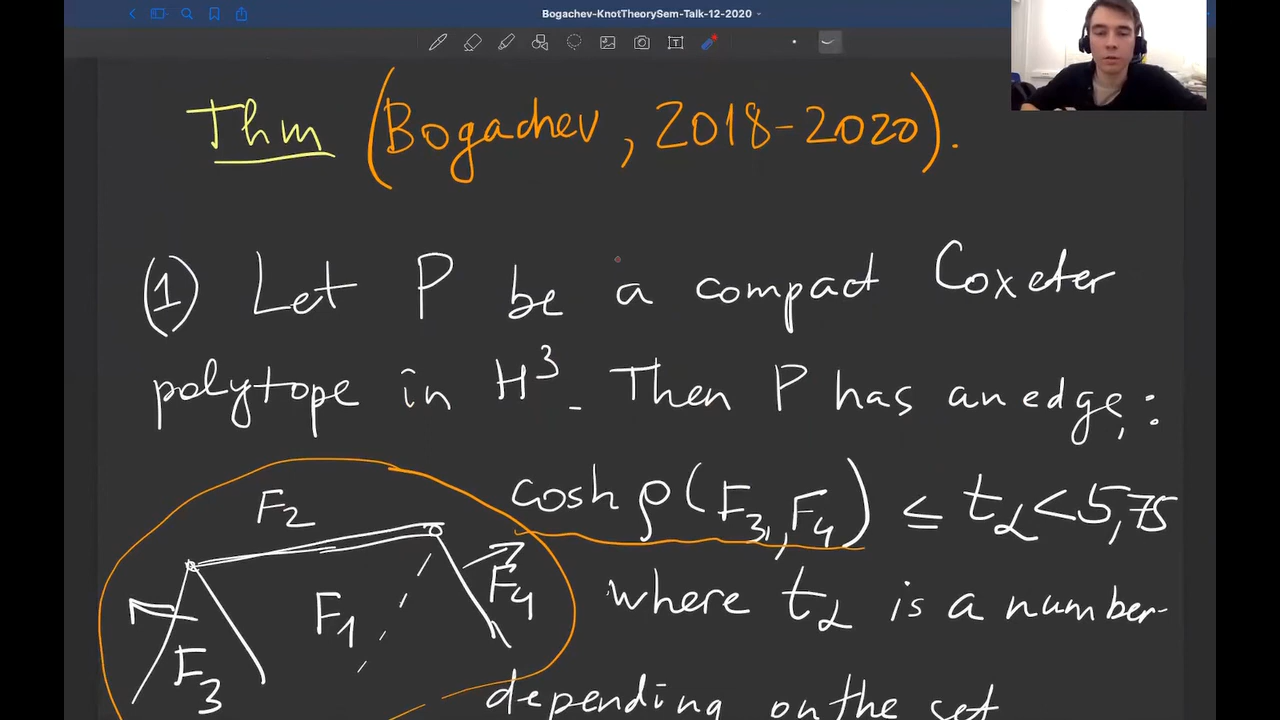 Bogachev-KnotTheorySem-Talk-12-2020
Thm (Bogachev, 2018-2020).
(1) Let P be a compact Coxeter
polytope in H³. Then P has an edge,:
cosh ρ(F₃, F₄) ≤ t₂ < 5,75
F₂
F₁
F₃
F₄
where t₂ is a number
depending on the set